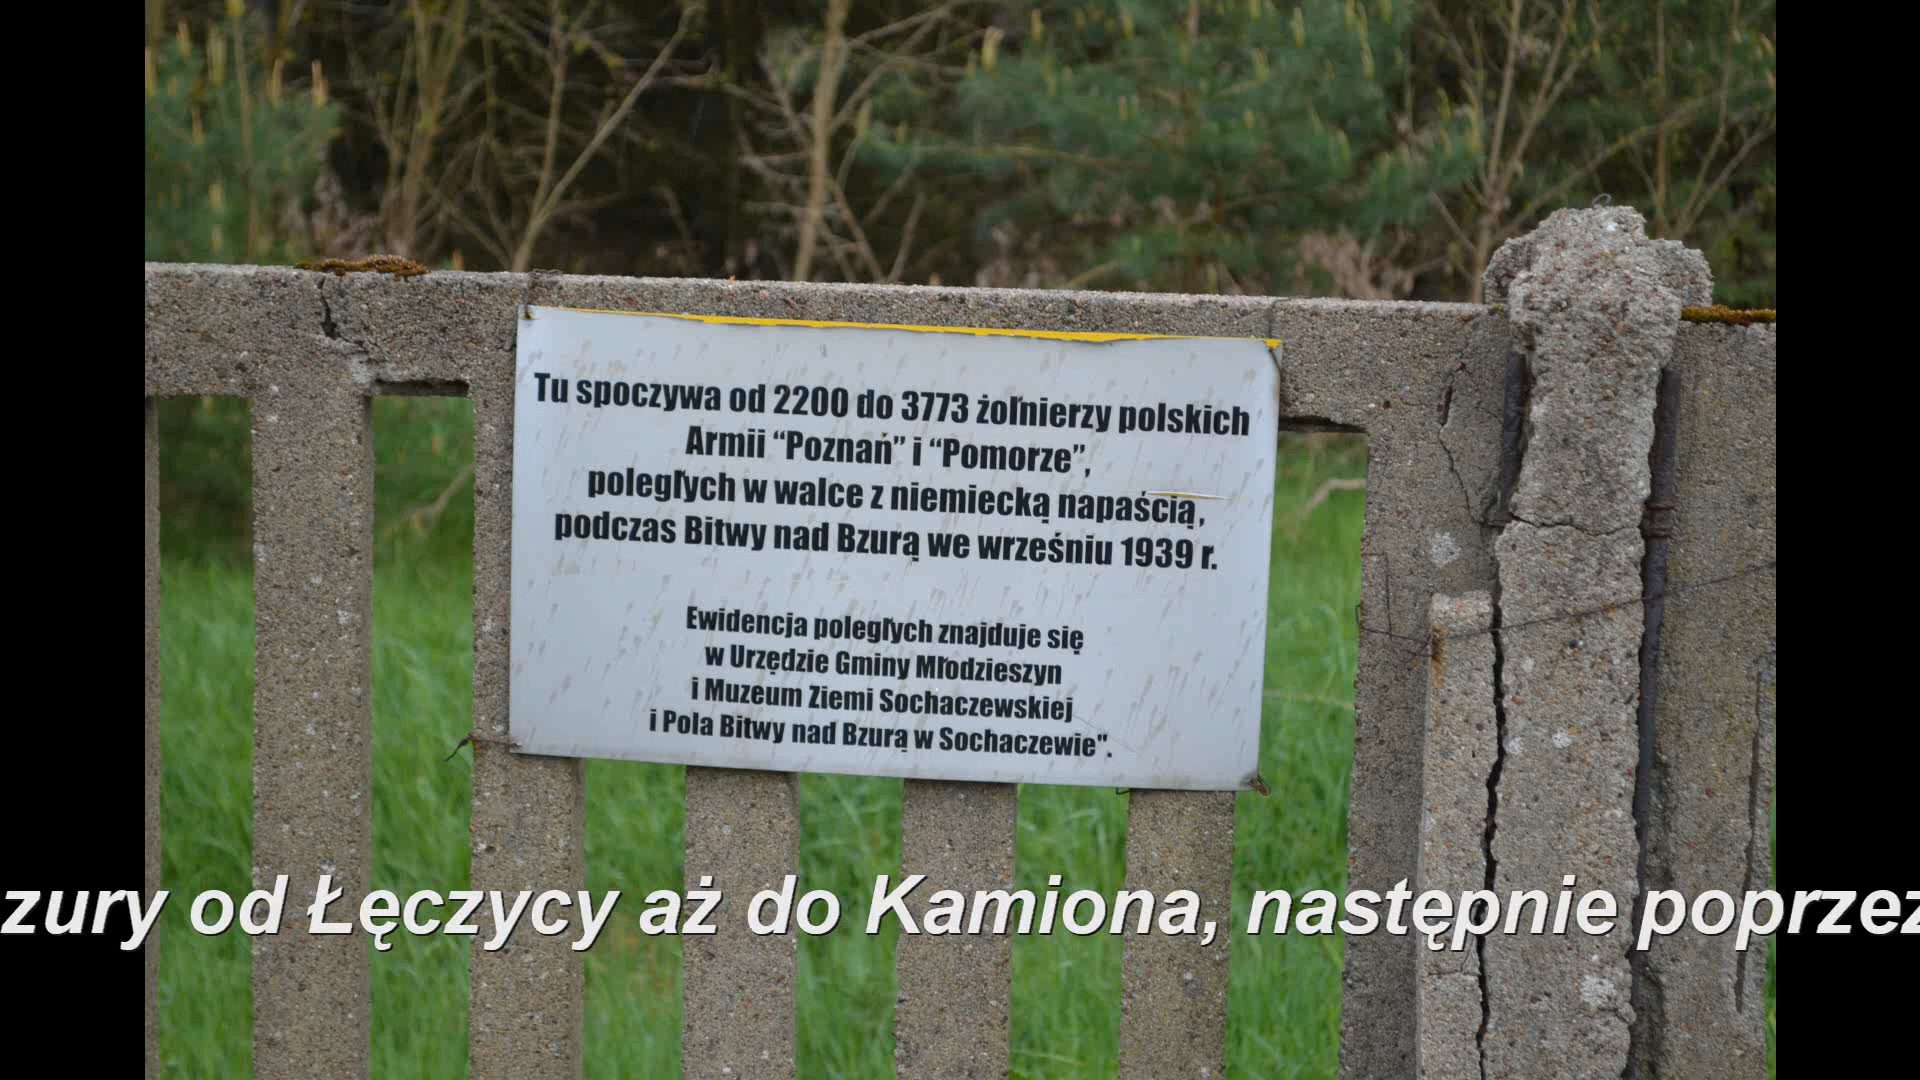 Tu spoczywa od 2200 do 3773 żołnierzy polskich
Armii “Poznań” i “Pomorze”,
poległych w walce z niemiecką napaścią,
podczas Bitwy nad Bzurą we wrześniu 1939 r.
Ewidencja poległych znajduje się
w Urzędzie Gminy Młodzieszyn
i Muzeum Ziemi Sochaczewskiej
i Pola Bitwy nad Bzurą w Sochaczewie".
zury od Łęczycy aż do Kamiona, następnie poprzez